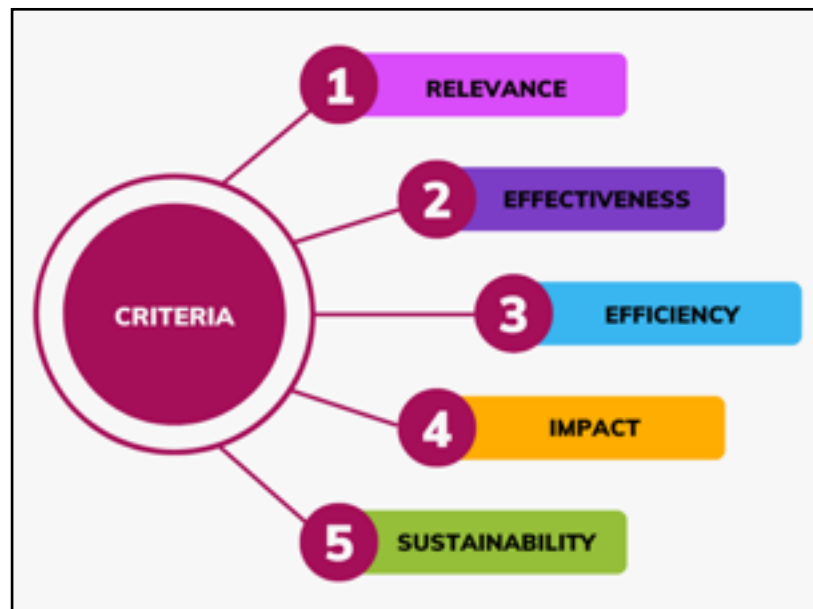 1 RELEVANCE
2 EFFECTIVENESS
CRITERIA
3 EFFICIENCY
4 IMPACT
5 SUSTAINABILITY